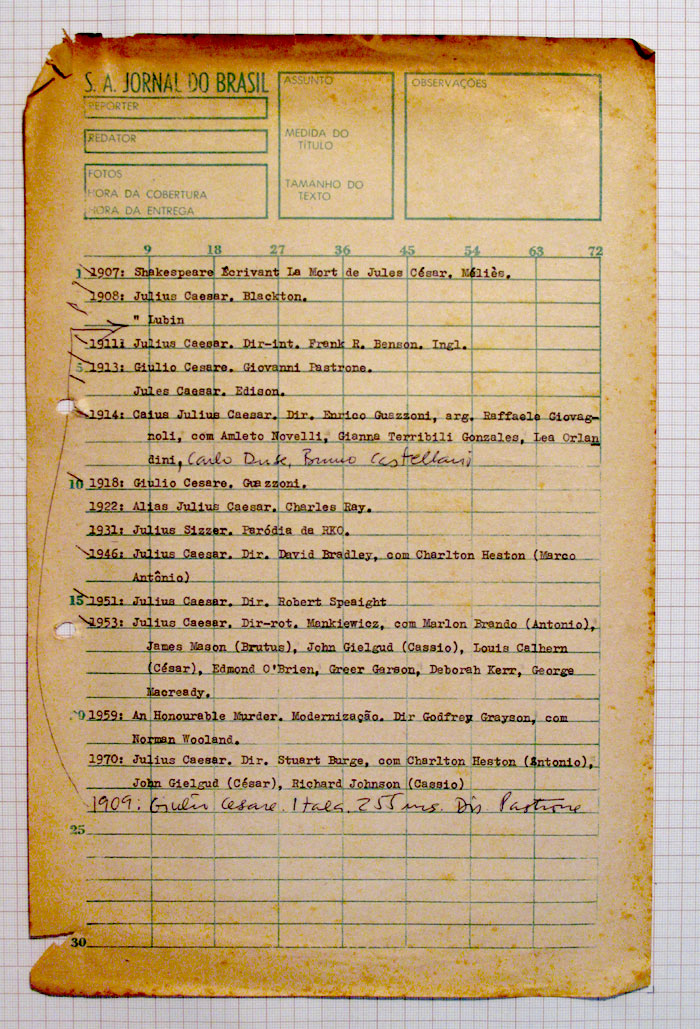 S. A. JORNAL DO BRASIL
REPÓRTER
REDATOR
FOTOS
HORA DA COBERTURA
HORA DA ENTREGA
ASSUNTO
MEDIDA DO
TÍTULO
TAMANHO DO
TEXTO
OBSERVAÇÕES
9 18 27 36 45 54 63 72
1 1907: Shakespeare Écrivant La Mort de Jules César. Méliès.
1908: Julius Caesar. Blackton.
" Lubin
1911: Julius Caesar. Dir-int. Frank R. Benson. Ingl.
5 1913: Giulio Cesare. Giovanni Pastrone.
Jules Caesar. Edison.
1914: Caius Julius Caesar. Dir. Enrico Guazzoni, arg. Raffaele Giovag-
noli, com Amleto Novelli, Gianna Terribili Gonzales, Lea Orlan
dini, Carlo Duse, Bruno Castellani
10 1918: Giulio Cesare. Guazzoni.
1922: Alias Julius Caesar. Charles Ray.
1931: Julius Sizzer. Paródia da RKO.
1946: Julius Caesar. Dir. David Bradley, com Charlton Heston (Marco
Antônio)
15 1951: Julius Caesar. Dir. Robert Speaight
1953: Julius Caesar. Dir-rot. Mankiewicz, com Marlon Brando (Antonio),
James Mason (Brutus), John Gielgud (Cassio), Louis Calhern
(César), Edmond O'Brien, Greer Garson, Deborah Kerr, George
Macready.
20 1959: An Honourable Murder. Modernização. Dir Godfrey Grayson, com
Norman Wooland.
1970: Julius Caesar. Dir. Stuart Burge, com Charlton Heston (Antonio),
John Gielgud (César), Richard Johnson (Cassio)
1909: Giulio Cesare. Itala. 255 ms. Dir. Pastrone
25
30